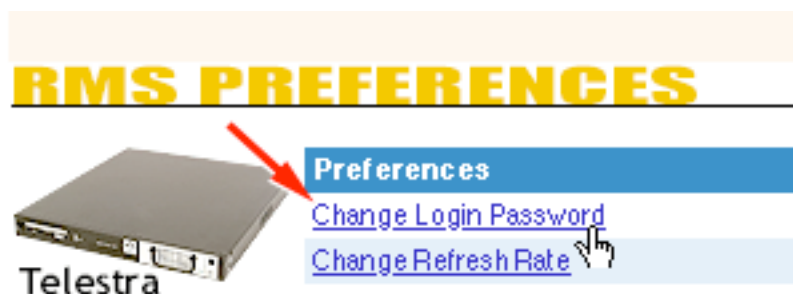 RMS PREFERENCES
Preferences
Change Login Password
Change Refresh Rate
Telestra